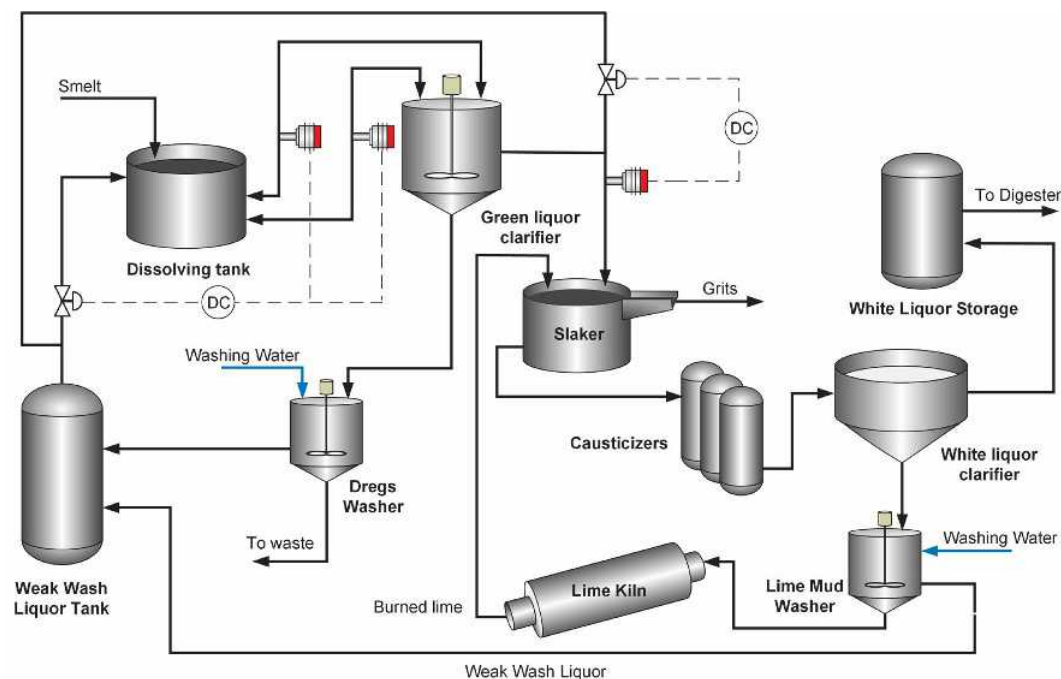 Smelt
DC
To Digester
Green liquor
clarifier
Dissolving tank
Grits
White Liquor Storage
DC
Slaker
Washing Water
Causticizers
White liquor
clarifier
Dregs
Washer
To waste
Washing Water
Weak Wash
Liquor Tank
Lime Kiln
Lime Mud
Washer
Burned lime
Weak Wash Liquor